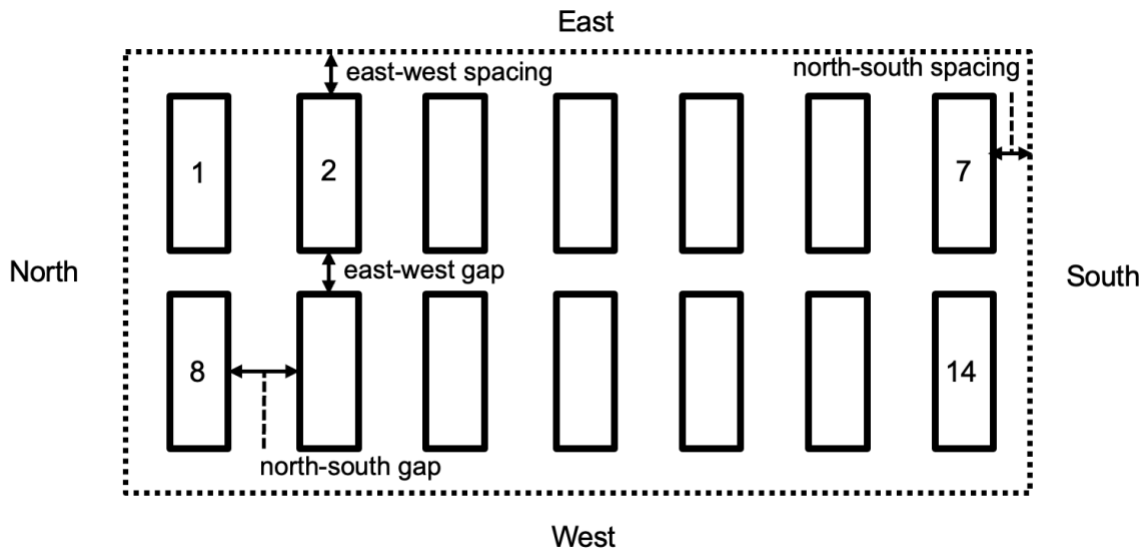 East
east-west spacing
north-south spacing
1
2
7
North
east-west gap
South
8
14
north-south gap
West